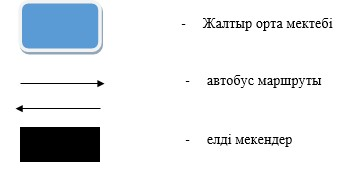 - Жалтыр орта мектебі
- автобус маршруты
- елді мекендер